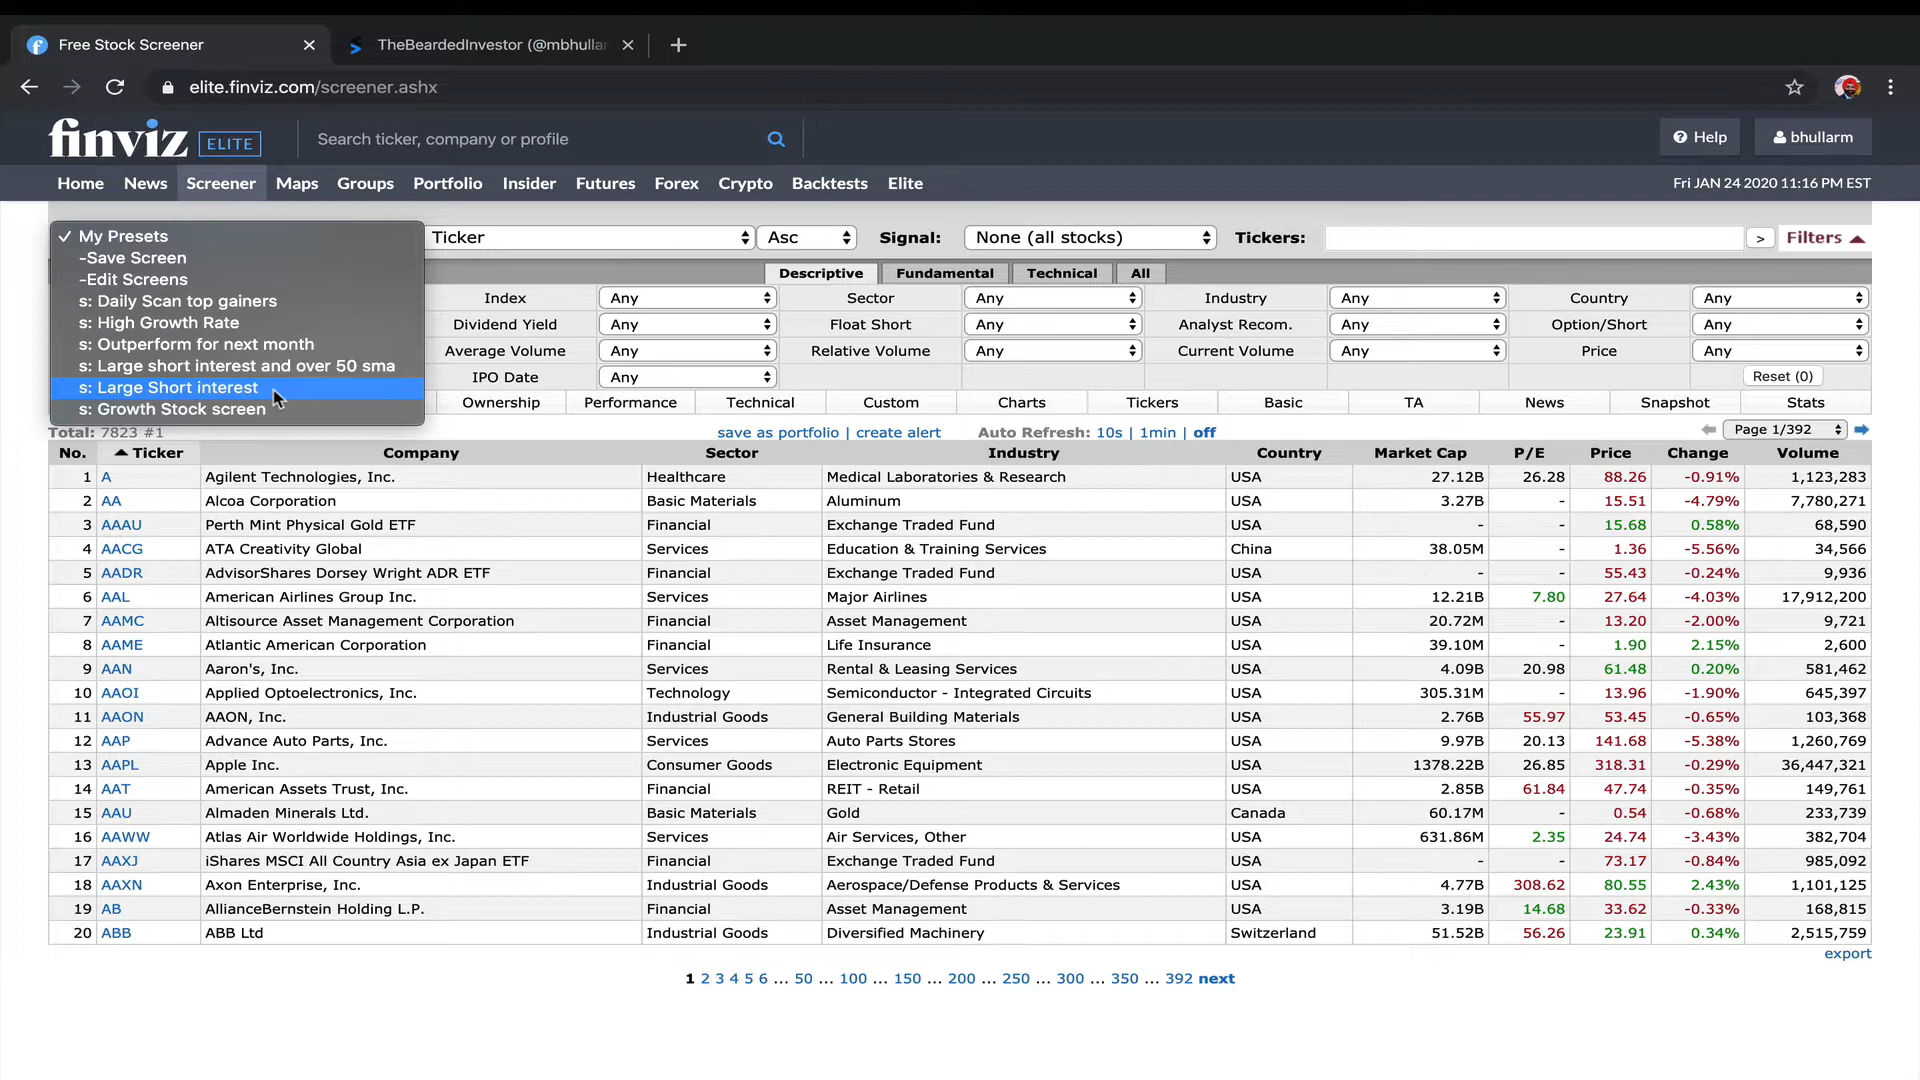 Free Stock Screener
TheBeardedInvestor (@mbhullar
elite.finviz.com/screener.ashx
finviz ELITE
Search ticker, company or profile
Help
bhullarm
Home News Screener Maps Groups Portfolio Insider Futures Forex Crypto Backtests Elite
Fri JAN 24 2020 11:16 PM EST
✓ My Presets
-Save Screen
-Edit Screens
s: Daily Scan top gainers
s: High Growth Rate
s: Outperform for next month
s: Large short interest and over 50 sma
s: Large Short interest
s: Growth Stock screen
Ticker Asc Signal: None (all stocks) Tickers: > Filters
Descriptive Fundamental Technical All
Index Any Sector Any Industry Any Country Any
Dividend Yield Any Float Short Any Analyst Recom. Any Option/Short Any
Average Volume Any Relative Volume Any Current Volume Any Price Any
IPO Date Any Reset (0)
Ownership Performance Technical Custom Charts Tickers Basic TA News Snapshot Stats
Total: 7823 #1 save as portfolio | create alert Auto Refresh: 10s | 1min | off Page 1/392
No. Ticker Company Sector Industry Country Market Cap P/E Price Change Volume
1 A Agilent Technologies, Inc. Healthcare Medical Laboratories & Research USA 27.12B 26.28 88.26 -0.91% 1,123,283
2 AA Alcoa Corporation Basic Materials Aluminum USA 3.27B - 15.51 -4.79% 7,780,271
3 AAAU Perth Mint Physical Gold ETF Financial Exchange Traded Fund USA - - 15.68 0.58% 68,590
4 AACG ATA Creativity Global Services Education & Training Services China 38.05M - 1.36 -5.56% 34,566
5 AADR AdvisorShares Dorsey Wright ADR ETF Financial Exchange Traded Fund USA - - 55.43 -0.24% 9,936
6 AAL American Airlines Group Inc. Services Major Airlines USA 12.21B 7.80 27.64 -4.03% 17,912,200
7 AAMC Altisource Asset Management Corporation Financial Asset Management USA 20.72M - 13.20 -2.00% 9,721
8 AAME Atlantic American Corporation Financial Life Insurance USA 39.10M - 1.90 2.15% 2,600
9 AAN Aaron's, Inc. Services Rental & Leasing Services USA 4.09B 20.98 61.48 0.20% 581,462
10 AAOI Applied Optoelectronics, Inc. Technology Semiconductor - Integrated Circuits USA 305.31M - 13.96 -1.90% 645,397
11 AAON AAON, Inc. Industrial Goods General Building Materials USA 2.76B 55.97 53.45 -0.65% 103,368
12 AAP Advance Auto Parts, Inc. Services Auto Parts Stores USA 9.97B 20.13 141.68 -5.38% 1,260,769
13 AAPL Apple Inc. Consumer Goods Electronic Equipment USA 1378.22B 26.85 318.31 -0.29% 36,447,321
14 AAT American Assets Trust, Inc. Financial REIT - Retail USA 2.85B 61.84 47.74 -0.35% 149,761
15 AAU Almaden Minerals Ltd. Basic Materials Gold Canada 60.17M - 0.54 -0.68% 233,739
16 AAWW Atlas Air Worldwide Holdings, Inc. Services Air Services, Other USA 631.86M 2.35 24.74 -3.43% 382,704
17 AAXJ iShares MSCI All Country Asia ex Japan ETF Financial Exchange Traded Fund USA - - 73.17 -0.84% 985,092
18 AAXN Axon Enterprise, Inc. Industrial Goods Aerospace/Defense Products & Services USA 4.77B 308.62 80.55 2.43% 1,101,125
19 AB AllianceBernstein Holding L.P. Financial Asset Management USA 3.19B 14.68 33.62 -0.33% 168,815
20 ABB ABB Ltd Industrial Goods Diversified Machinery Switzerland 51.52B 56.26 23.91 0.34% 2,515,759
export
1 2 3 4 5 6 ... 50 ... 100 ... 150 ... 200 ... 250 ... 300 ... 350 ... 392 next